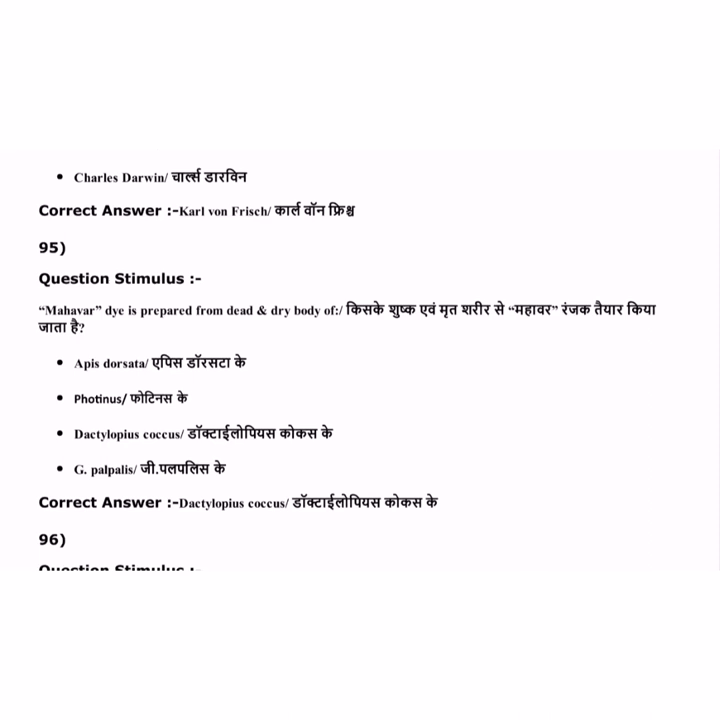 • Charles Darwin/ चार्ल्स डारविन
Correct Answer :-Karl von Frisch/ कार्ल वॉन फ्रिश्च
95)
Question Stimulus :-
“Mahavar” dye is prepared from dead & dry body of:/ किसके शुष्क एवं मृत शरीर से “महावर” रंजक तैयार किया
जाता है?
• Apis dorsata/ एपिस डॉरसटा के
• Photinus/ फोटिनस के
• Dactylopius coccus/ डॉक्टाईलोपियस कोकस के
• G. palpalis/ जी.पलपलिस के
Correct Answer :-Dactylopius coccus/ डॉक्टाईलोपियस कोकस के
96)
Question Stimulus :-